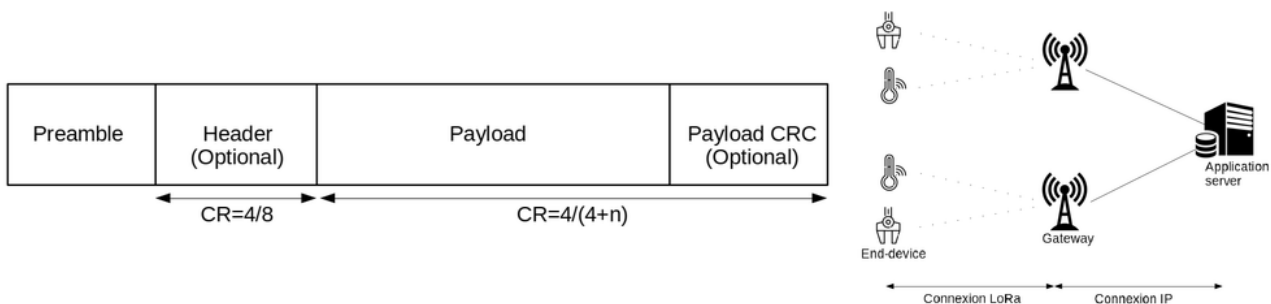 Preamble
Header
(Optional)
Payload
Payload CRC
(Optional)
CR=4/8
CR=4/(4+n)
Application
server
Gateway
End-device
Connexion LoRa
Connexion IP